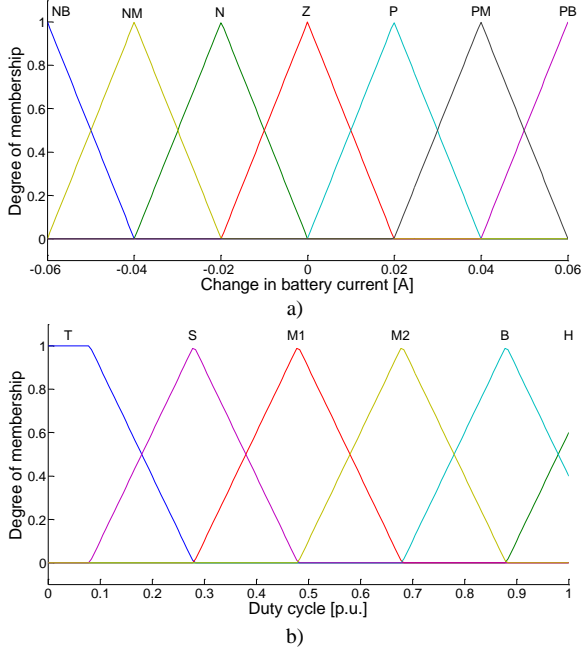 NB NM N Z P PM PB
1
0.8
0.6
0.4
0.2
0
Degree of membership
-0.06 -0.04 -0.02 0 0.02 0.04 0.06
Change in battery current [A]
a)
T S M1 M2 B H
1
0.8
0.6
0.4
0.2
0
Degree of membership
0 0.1 0.2 0.3 0.4 0.5 0.6 0.7 0.8 0.9 1
Duty cycle [p.u.]
b)